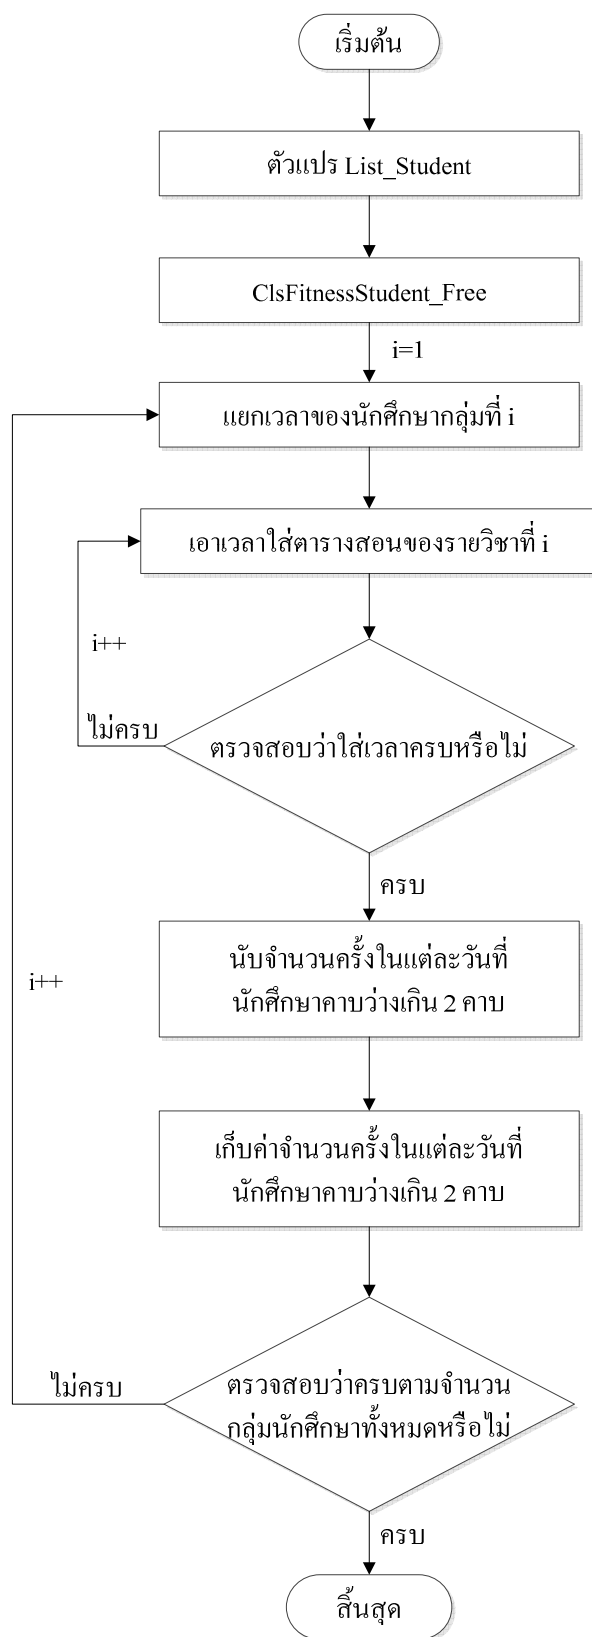 เริ่มต้น
ตัวแปร List_Student
ClsFitnessStudent_Free
i=1
แยกเวลาของนักศึกษากลุ่มที่ i
เอาเวลาใส่ตารางสอนของรายวิชาที่ i
i++
ไม่ครบ
ตรวจสอบว่าใส่เวลาครบหรือไม่
ครบ
นับจำนวนครั้งในแต่ละวันที่
นักศึกษาคาบว่างเกิน 2 คาบ
i++
เก็บค่าจำนวนครั้งในแต่ละวันที่
นักศึกษาคาบว่างเกิน 2 คาบ
ไม่ครบ
ตรวจสอบว่าครบตามจำนวน
กลุ่มนักศึกษาทั้งหมดหรือไม่
ครบ
สิ้นสุด